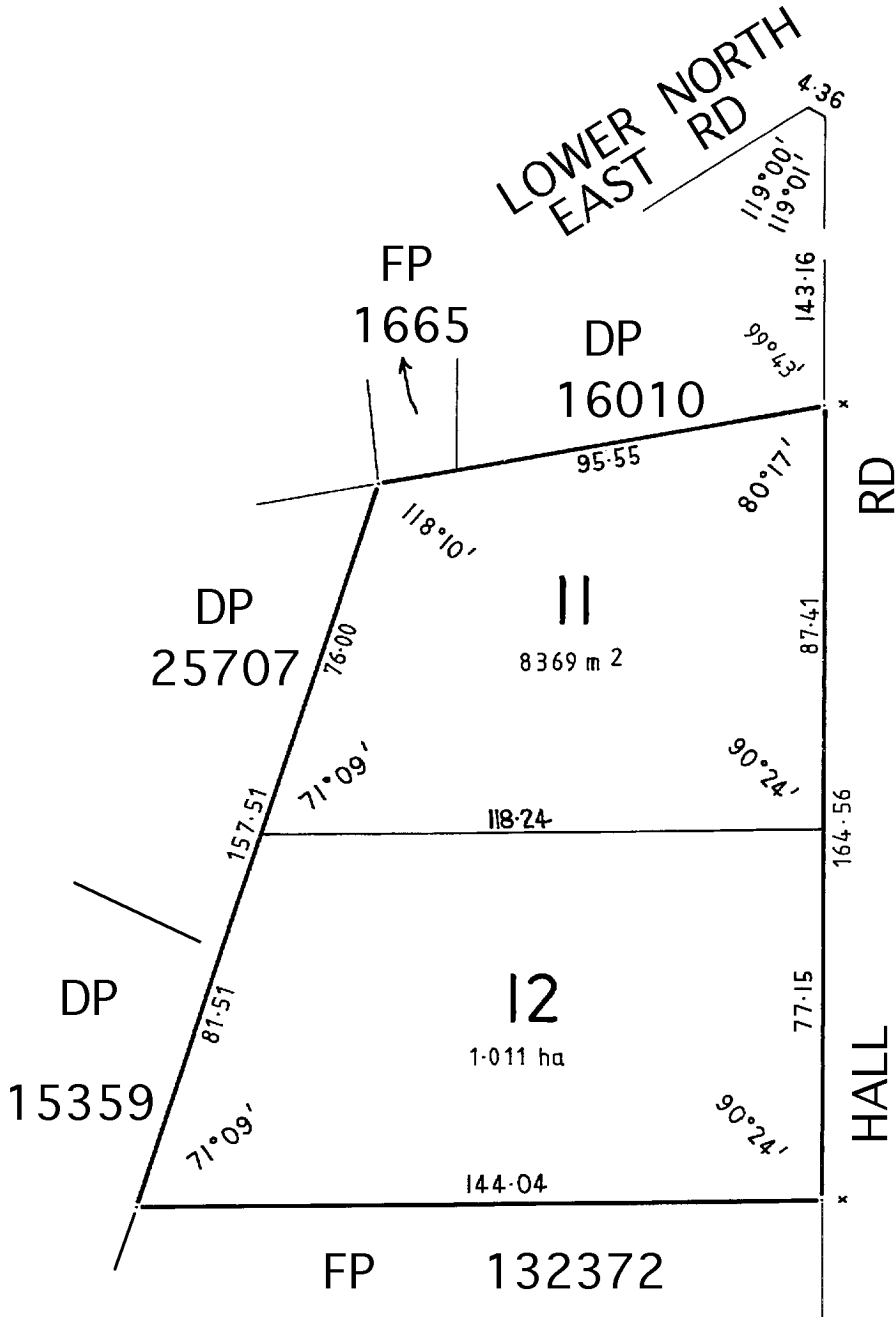 LOWER NORTH
EAST RD
4·36
119°00'
119°01'
143·16
99°43'
FP
1665
DP
16010
95·55
80°17'
118°10'
RD
DP
25707
76·00
11
8369 m 2
87·41
71°09'
90°24'
157·51
118·24
164·56
DP
15359
81·51
12
1·011 ha
77·15
HALL
71°09'
90°24'
144·04
FP 132372
x
x